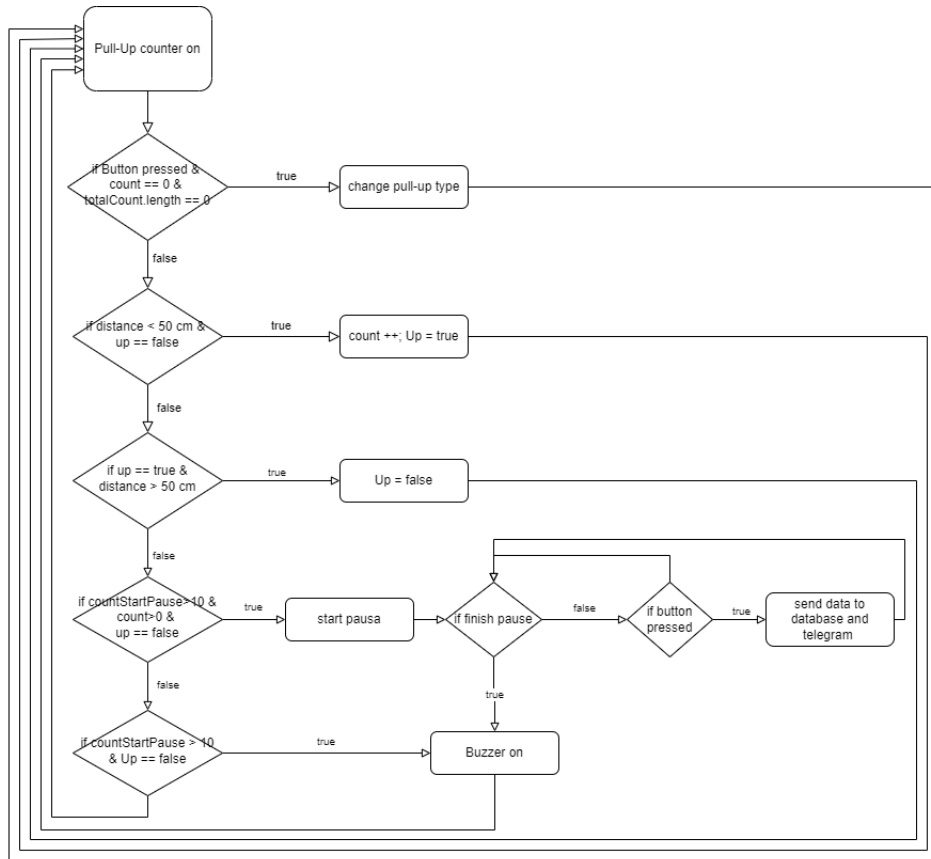 Pull-Up counter on
if Button pressed &
count == 0 &
totalCount.length == 0
true
change pull-up type
false
if distance < 50 cm &
up == false
true
count ++; Up = true
false
if up == true &
distance > 50 cm
true
Up = false
false
if countStartPause>10 &
count>0 &
up == false
true
start pausa
if finish pause
false
if button
pressed
true
send data to
database and
telegram
false
true
if countStartPause > 10
& Up == false
true
Buzzer on